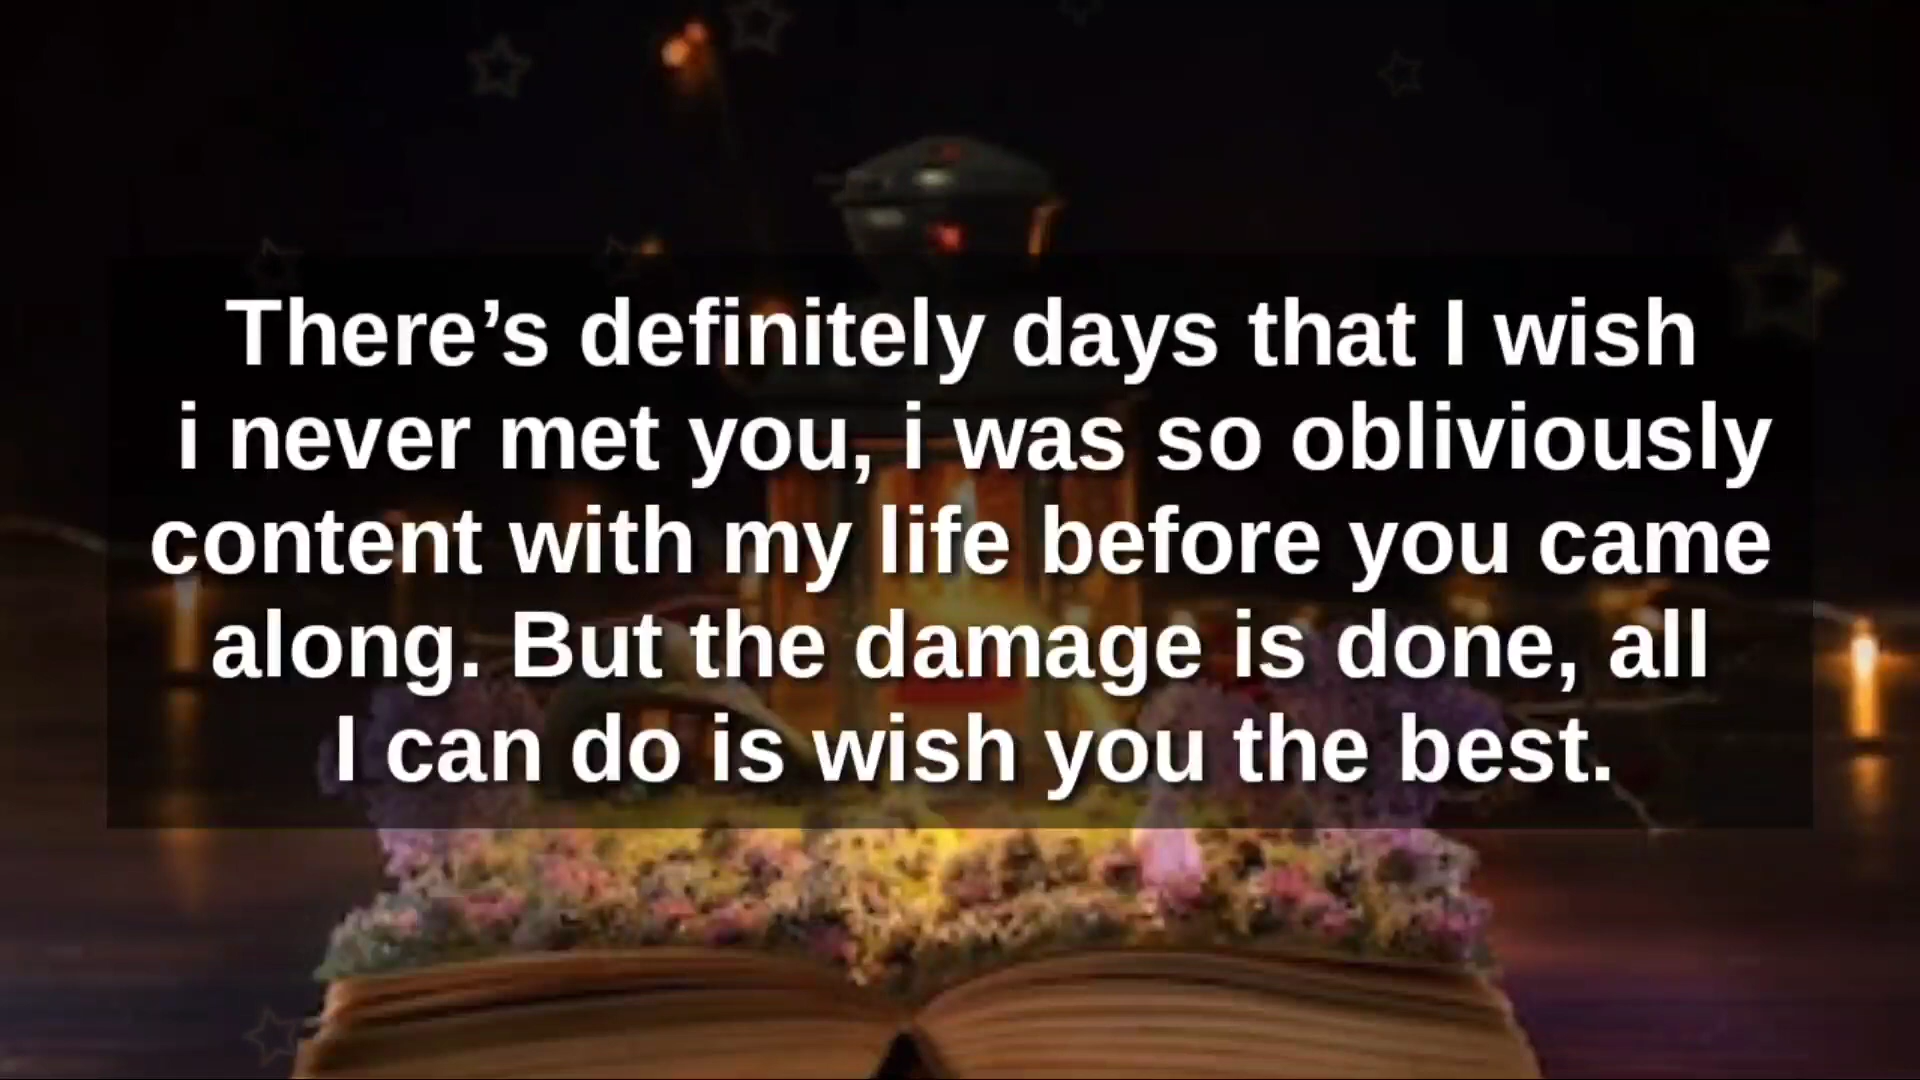 There’s definitely days that I wish
i never met you, i was so obliviously
content with my life before you came
along. But the damage is done, all
I can do is wish you the best.